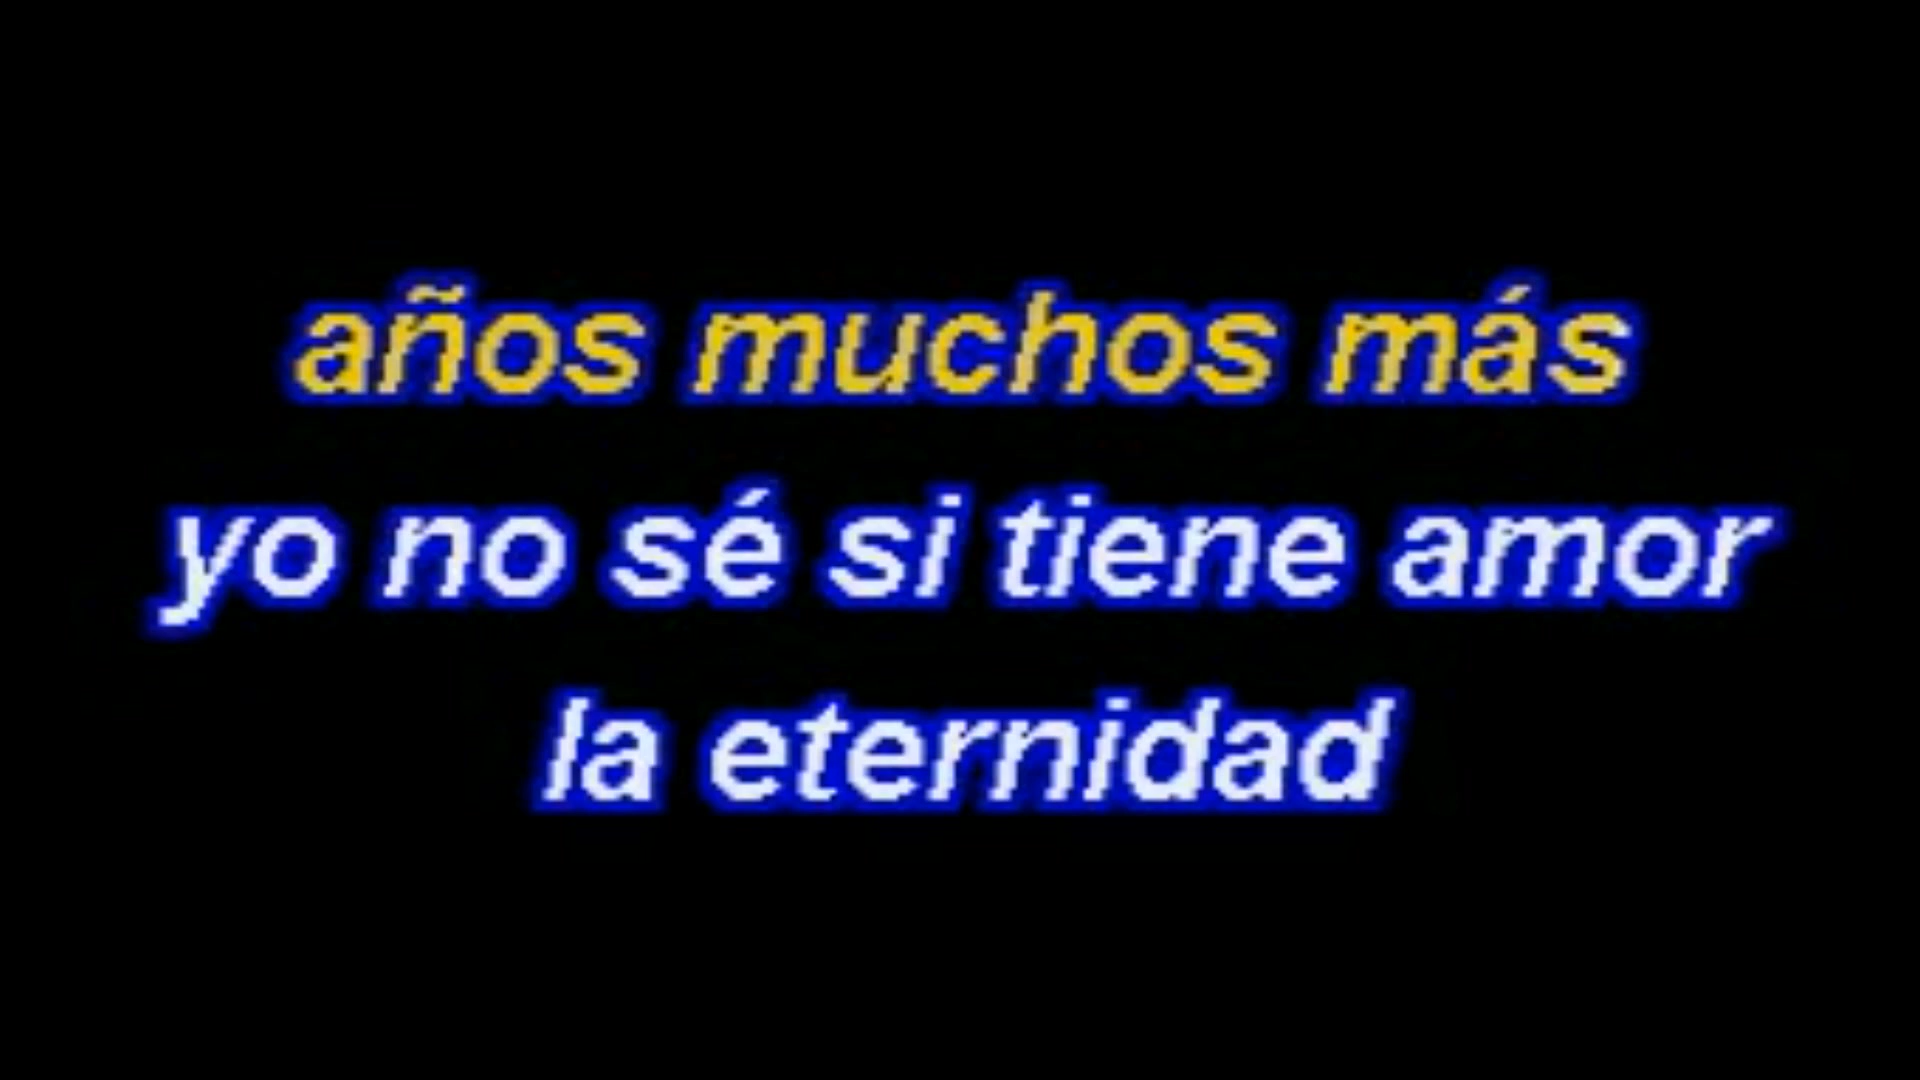 años muchos más
yo no sé si tiene amor
la eternidad